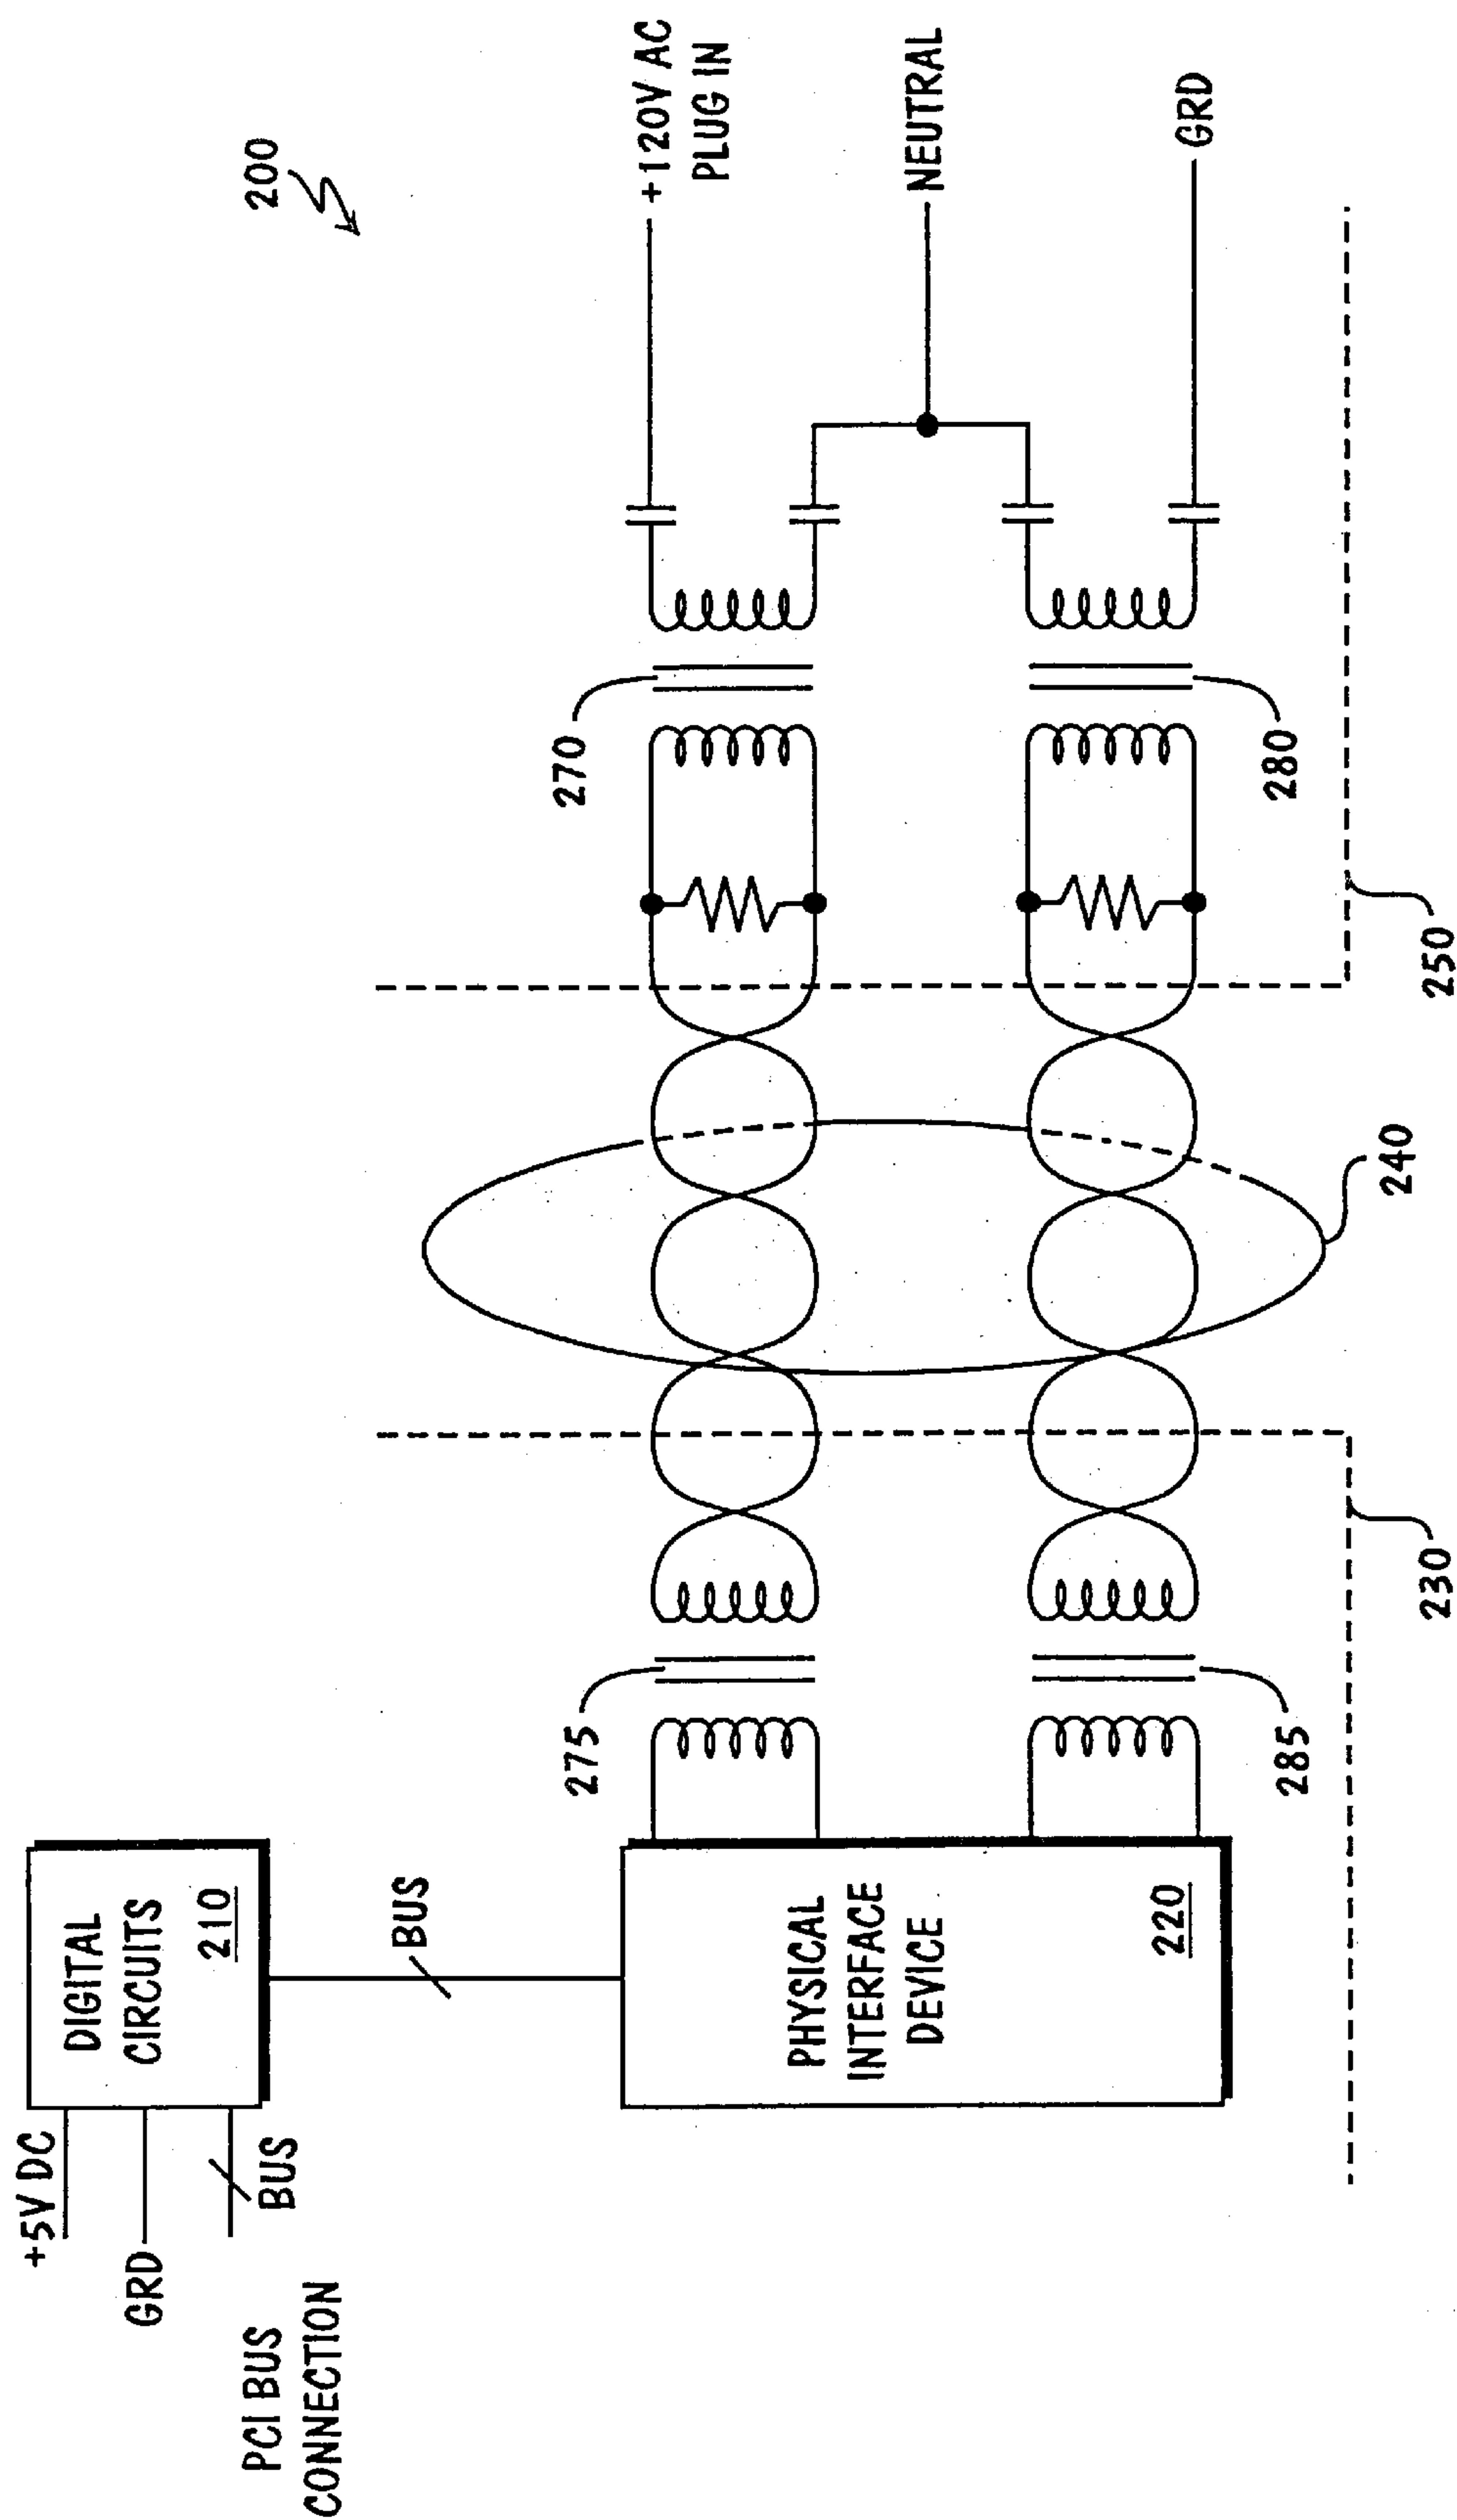 200
+5V DC
GRD
BUS
PCI BUS
CONNECTION
DIGITAL
CIRCUITS
210
BUS
PHYSICAL
INTERFACE
DEVICE
220
275
285
270
280
+120V AC
PLUG IN
NEUTRAL
GRD
230
240
250